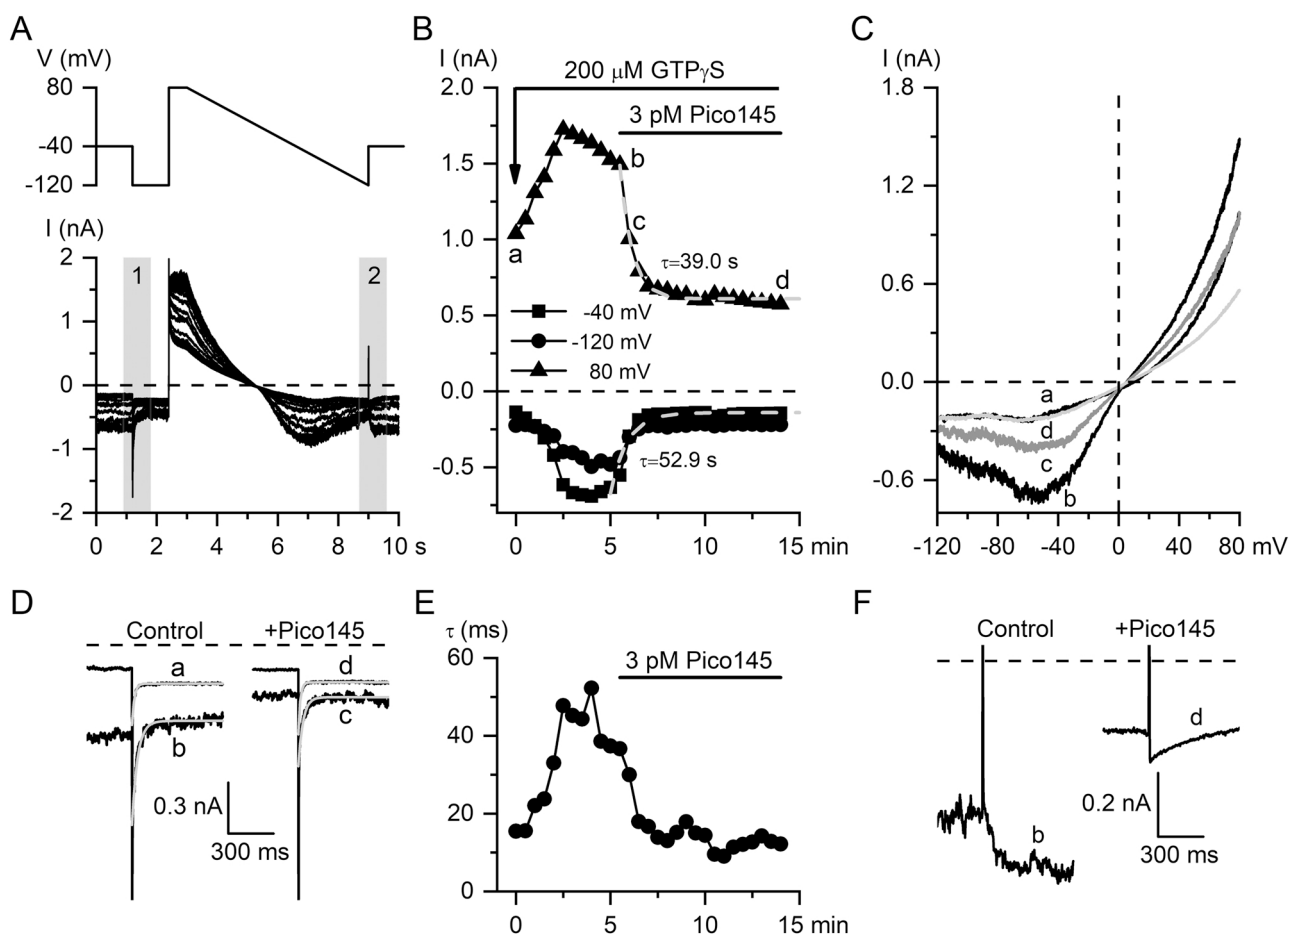 A
V (mV)
80
-40
-120
I (nA)
2
1
0
-1
-2
1
2
0 2 4 6 8 10 s
B
I (nA)
200 μM GTPγS
3 pM Pico145
2.0
1.5
1.0
0.5
0.0
-0.5
a
b
c
d
τ=39.0 s
-40 mV
-120 mV
80 mV
τ=52.9 s
0 5 10 15 min
C
I (nA)
1.8
1.2
0.6
0.0
-0.6
a
d
c
b
-120 -80 -40 0 40 80 mV
D
Control +Pico145
a
b
d
c
0.3 nA
300 ms
E
τ (ms)
60
40
20
0
3 pM Pico145
0 5 10 15 min
F
Control +Pico145
b
d
0.2 nA
300 ms